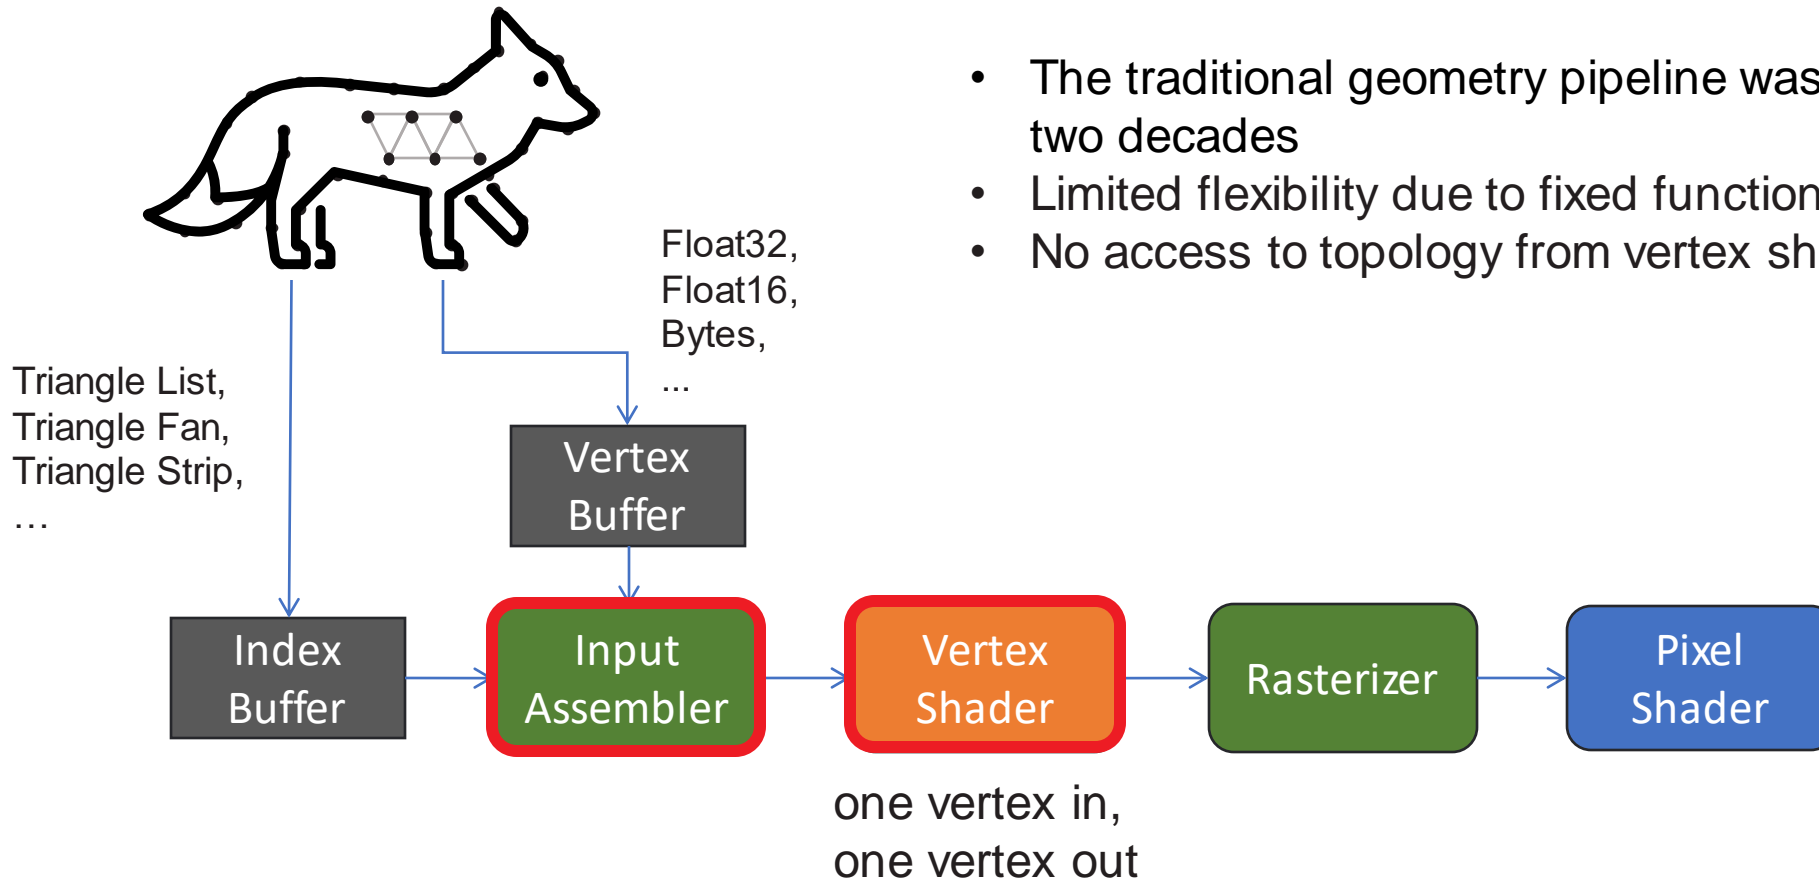 • The traditional geometry pipeline was
two decades
• Limited flexibility due to fixed function
• No access to topology from vertex sh
Float32,
Float16,
Bytes,
...
Triangle List,
Triangle Fan,
Triangle Strip,
...
Vertex
Buffer
Index
Buffer
Input
Assembler
Vertex
Shader
Rasterizer
Pixel
Shader
one vertex in,
one vertex out